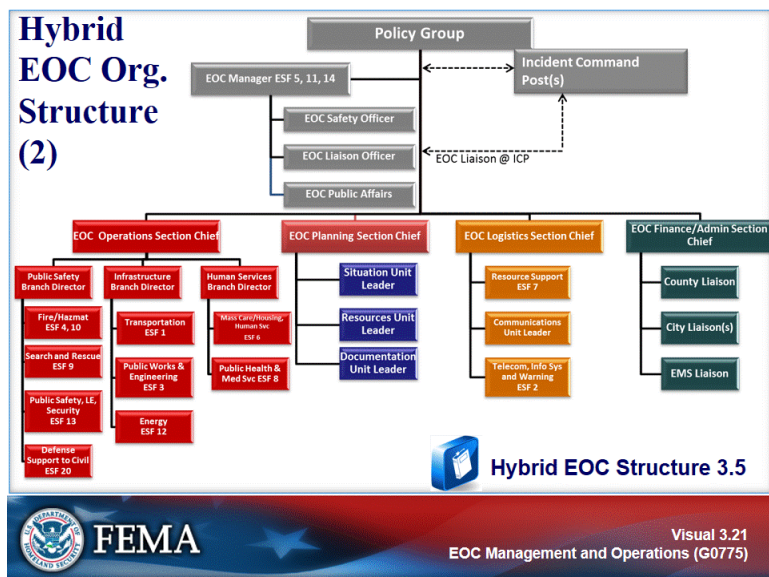 Hybrid
EOC Org.
Structure
(2)
Policy Group
Incident Command
Post(s)
EOC Manager ESF 5, 11, 14
EOC Safety Officer
EOC Liaison Officer
EOC Public Affairs
EOC Liaison @ ICP
EOC Operations Section Chief
EOC Planning Section Chief
EOC Logistics Section Chief
EOC Finance/Admin Section
Chief
Public Safety
Branch Director
Infrastructure
Branch Director
Human Services
Branch Director
Fire/Hazmat
ESF 4, 10
Search and Rescue
ESF 9
Public Safety, LE,
Security
ESF 13
Defense
Support to Civil
ESF 20
Transportation
ESF 1
Public Works &
Engineering
ESF 3
Energy
ESF 12
Mass Care/Housing,
Human Svc
ESF 6
Public Health &
Med Svc ESF 8
Situation Unit
Leader
Resources Unit
Leader
Documentation
Unit Leader
Resource Support
ESF 7
Communications
Unit Leader
Telecom, Info Sys
and Warning
ESF 2
County Liaison
City Liaison(s)
EMS Liaison
Hybrid EOC Structure 3.5
U.S. DEPARTMENT OF
HOMELAND SECURITY
FEMA
Visual 3.21
EOC Management and Operations (G0775)